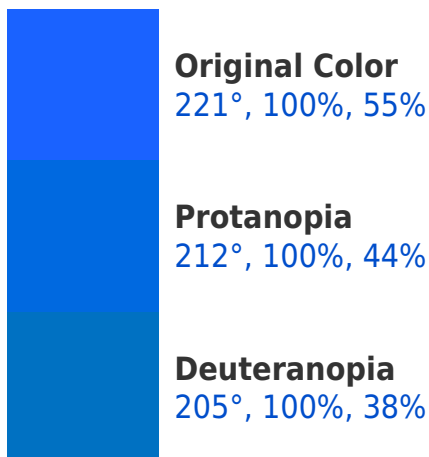 Original Color
221°, 100%, 55%
Protanopia
212°, 100%, 44%
Deuteranopia
205°, 100%, 38%